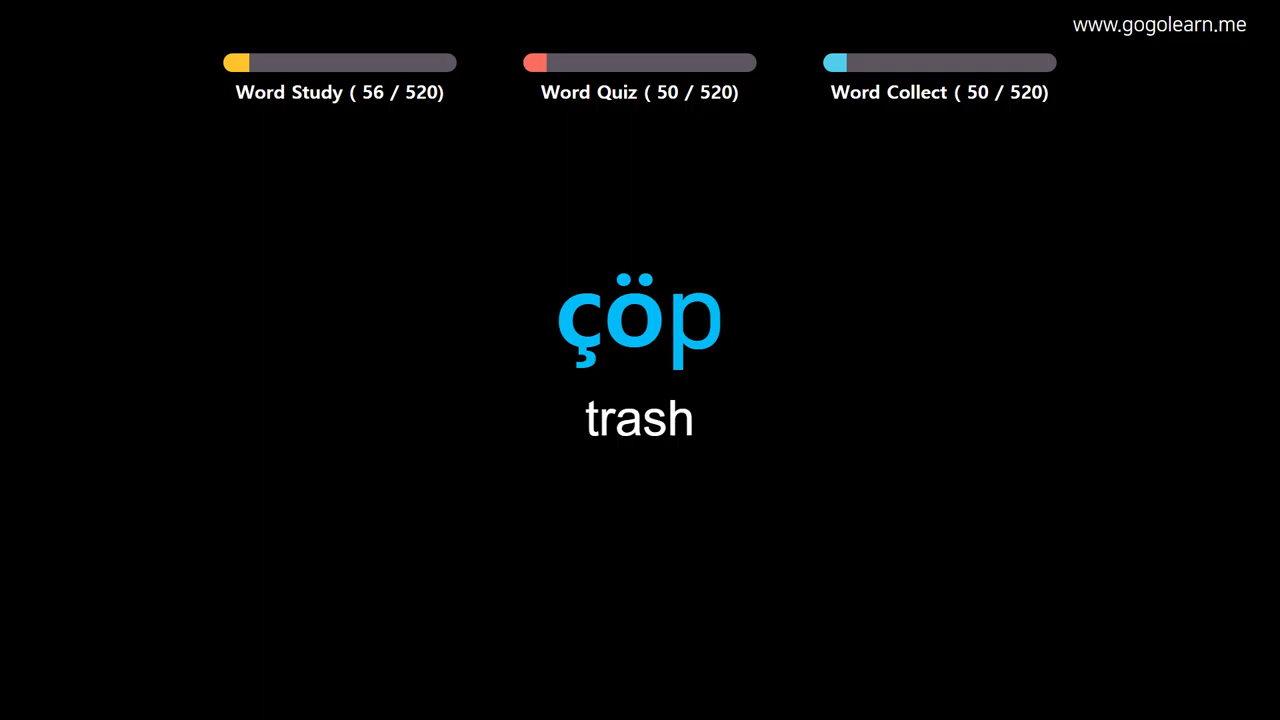 www.gogolearn.me
Word Study ( 56 / 520)
Word Quiz ( 50 / 520)
Word Collect ( 50 / 520)
çöp
trash